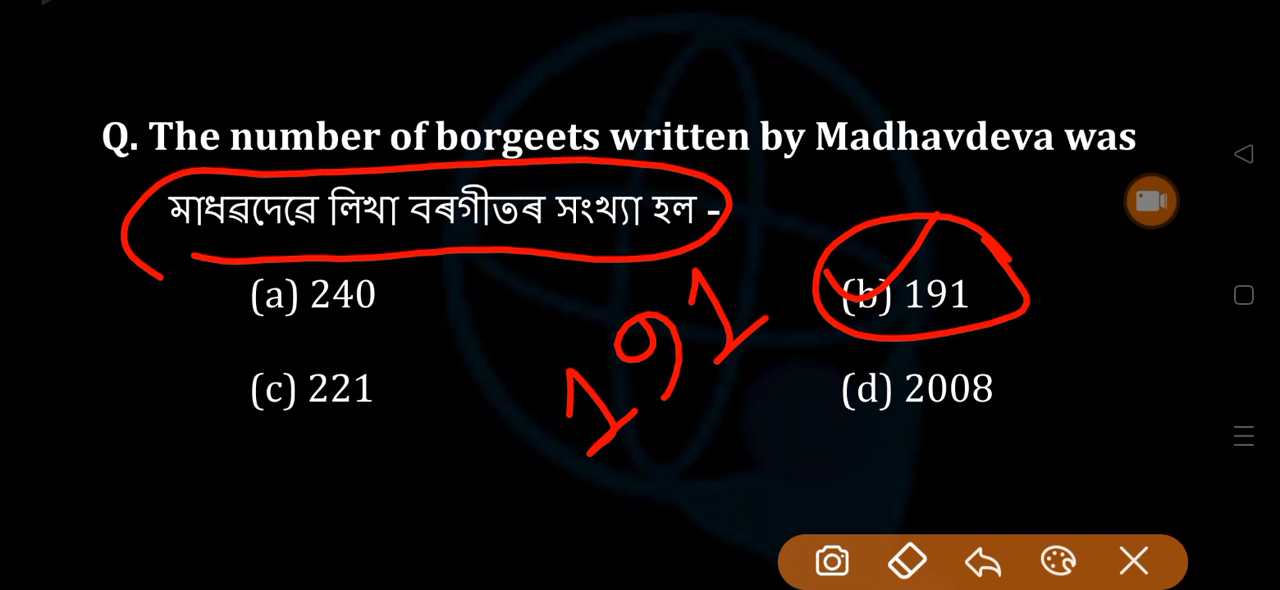 Q. The number of borgeets written by Madhavdeva was
মাধৱদেৱে লিখা বৰগীতৰ সংখ্যা হল -
(a) 240
(b) 191
191
(c) 221
(d) 2008